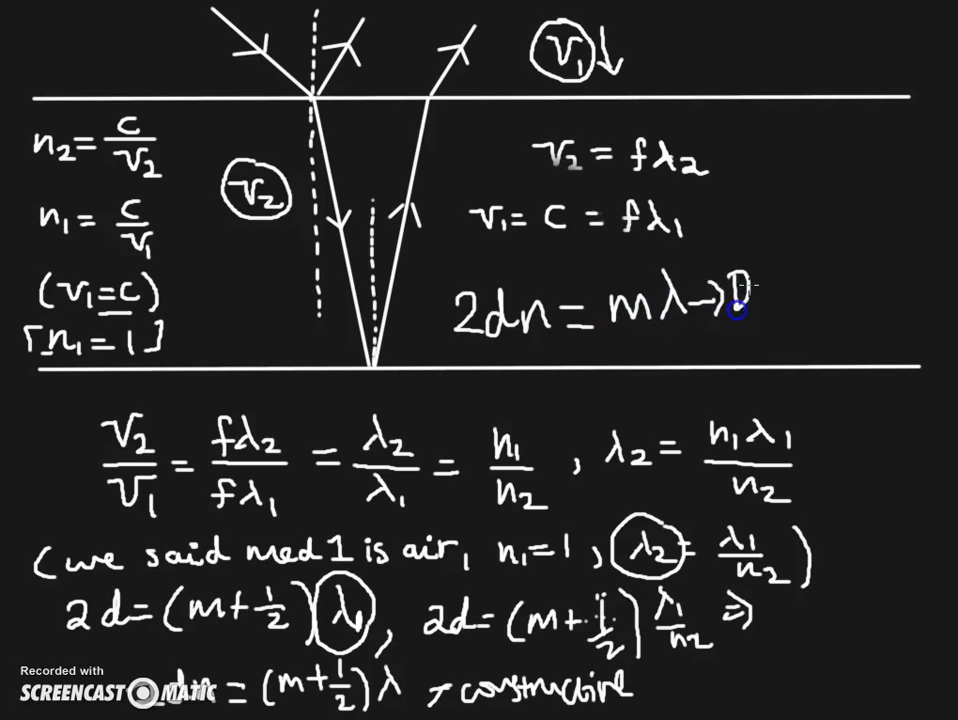 V₁ ↓
n₂ = c/v₂
V₂
v₂ = fλ₂
n₁ = c/v₁
v₁ = c = fλ₁
(v₁ = c)
[n₁ = 1]
2dn = mλ → D
V₂/V₁ = fλ₂/fλ₁ = λ₂/λ₁ = n₁/n₂ , λ₂ = n₁λ₁/n₂
(we said med 1 is air, n₁ = 1, λ₂ = λ₁/n₂)
2d = (m + 1/2) λ, 2d = (m + 1/2) λ₁/n₂ ⇒
dn = (m + 1/2) λ → constructive
Recorded with
SCREENCAST-O-MATIC